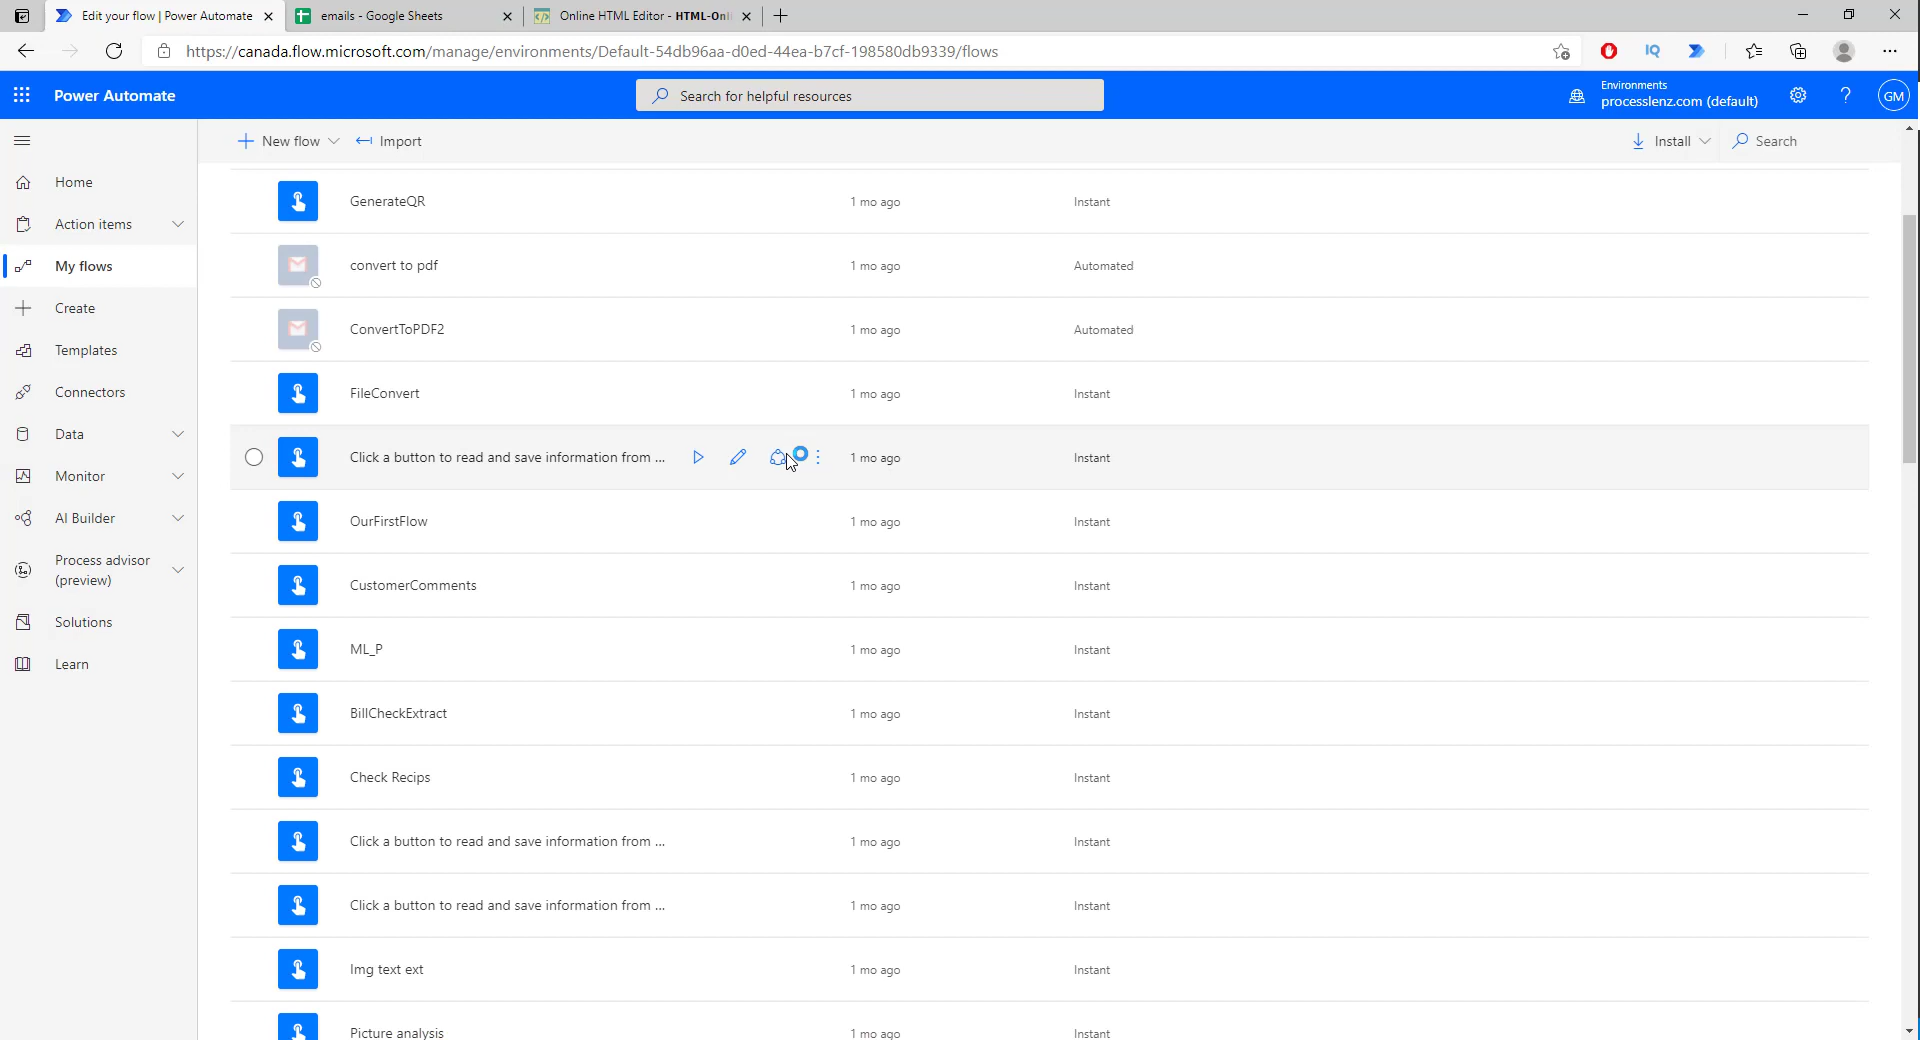 Edit your flow | Power Automate
emails - Google Sheets
Online HTML Editor - HTML-Onl
https://canada.flow.microsoft.com/manage/environments/Default-54db96aa-d0ed-44ea-b7cf-198580db9339/flows
IQ
Power Automate
Search for helpful resources
Environments
processlenz.com (default)
?
GM
New flow
Import
Install
Search
Home
Action items
My flows
Create
Templates
Connectors
Data
Monitor
AI Builder
Process advisor
(preview)
Solutions
Learn
GenerateQR 1 mo ago Instant
convert to pdf 1 mo ago Automated
ConvertToPDF2 1 mo ago Automated
FileConvert 1 mo ago Instant
Click a button to read and save information from ... 1 mo ago Instant
OurFirstFlow 1 mo ago Instant
CustomerComments 1 mo ago Instant
ML_P 1 mo ago Instant
BillCheckExtract 1 mo ago Instant
Check Recips 1 mo ago Instant
Click a button to read and save information from ... 1 mo ago Instant
Click a button to read and save information from ... 1 mo ago Instant
Img text ext 1 mo ago Instant
Picture analysis 1 mo ago Instant